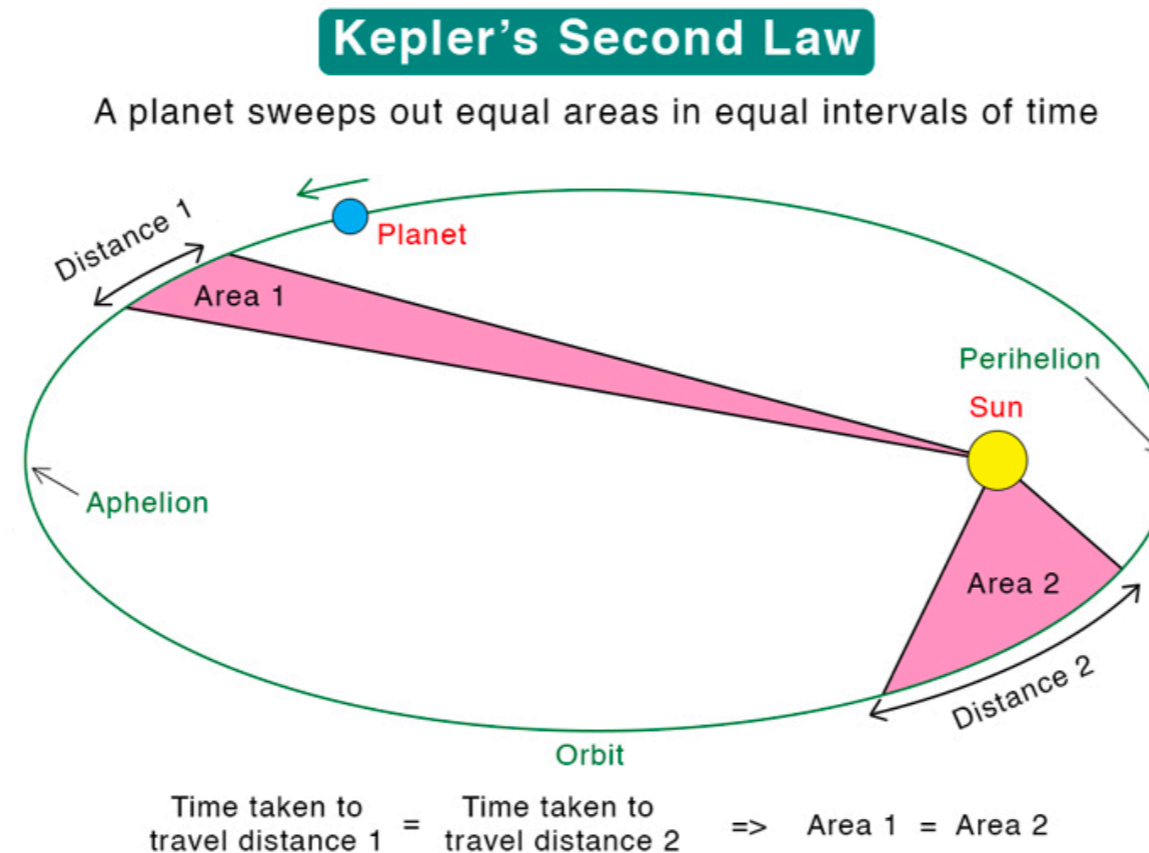 Kepler's Second Law
A planet sweeps out equal areas in equal intervals of time
Distance 1
Planet
Area 1
Perihelion
Sun
Aphelion
Area 2
Distance 2
Orbit
Time taken to travel distance 1 = Time taken to travel distance 2 => Area 1 = Area 2